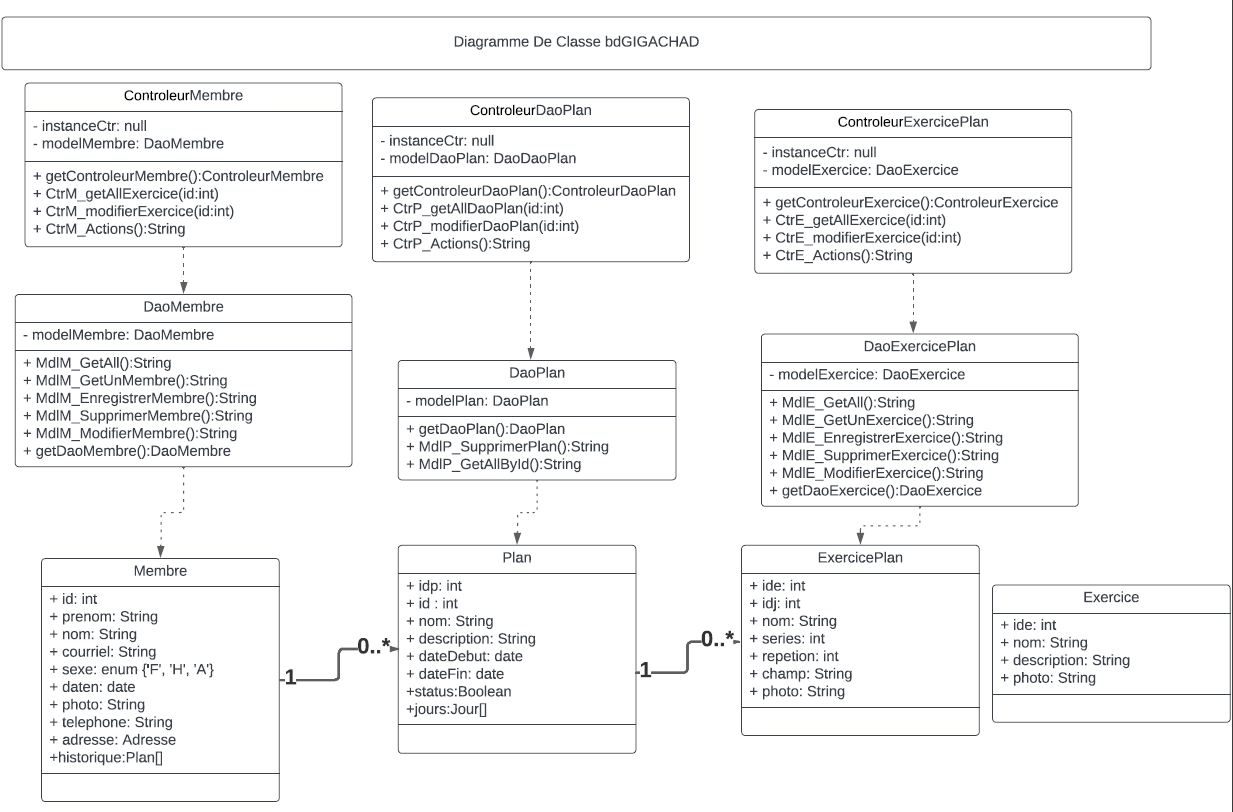 Diagramme De Classe bdGIGACHAD
ControleurMembre
- instanceCtr: null
- modelMembre: DaoMembre
+ getControleurMembre():ControleurMembre
+ CtrM_getAllExercice(id:int)
+ CtrM_modifierExercice(id:int)
+ CtrM_Actions():String
ControleurDaoPlan
- instanceCtr: null
- modelDaoPlan: DaoDaoPlan
+ getControleurDaoPlan():ControleurDaoPlan
+ CtrP_getAllDaoPlan(id:int)
+ CtrP_modifierDaoPlan(id:int)
+ CtrP_Actions():String
ControleurExercicePlan
- instanceCtr: null
- modelExercice: DaoExercice
+ getControleurExercice():ControleurExercice
+ CtrE_getAllExercice(id:int)
+ CtrE_modifierExercice(id:int)
+ CtrE_Actions():String
DaoMembre
- modelMembre: DaoMembre
+ MdlM_GetAll():String
+ MdlM_GetUnMembre():String
+ MdlM_EnregistrerMembre():String
+ MdlM_SupprimerMembre():String
+ MdlM_ModifierMembre():String
+ getDaoMembre():DaoMembre
DaoPlan
- modelPlan: DaoPlan
+ getDaoPlan():DaoPlan
+ MdlP_SupprimerPlan():String
+ MdlP_GetAllById():String
DaoExercicePlan
- modelExercice: DaoExercice
+ MdlE_GetAll():String
+ MdlE_GetUnExercice():String
+ MdlE_EnregistrerExercice():String
+ MdlE_SupprimerExercice():String
+ MdlE_ModifierExercice():String
+ getDaoExercice():DaoExercice
Membre
+ id: int
+ prenom: String
+ nom: String
+ courriel: String
+ sexe: enum {'F', 'H', 'A'}
+ daten: date
+ photo: String
+ telephone: String
+ adresse: Adresse
+historique:Plan[]
1
0..*
Plan
+ idp: int
+ id : int
+ nom: String
+ description: String
+ dateDebut: date
+ dateFin: date
+status:Boolean
+jours:Jour[]
1
0..*
ExercicePlan
+ ide: int
+ idj: int
+ nom: String
+ series: int
+ repetion: int
+ champ: String
+ photo: String
Exercice
+ ide: int
+ nom: String
+ description: String
+ photo: String